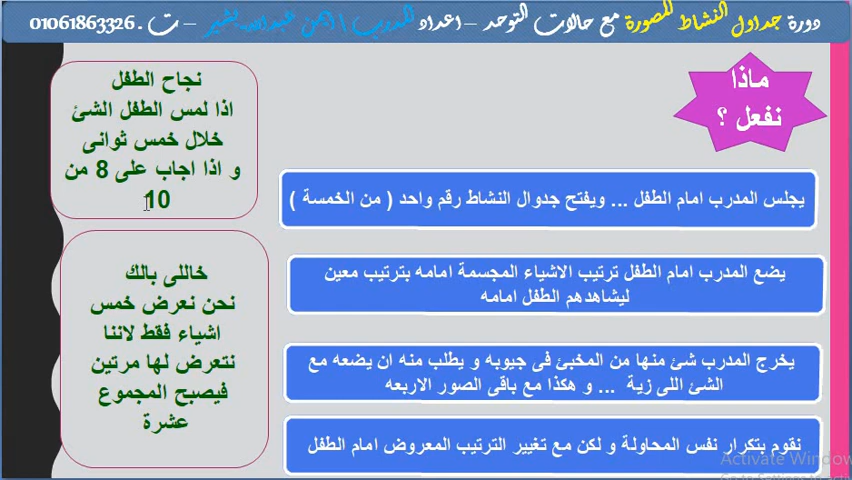 دورة جداول النشاط المصورة مع حالات التوحد – اعداد المدرب / ايمن عبدالله بشير – ت . 01061863326
ماذا
نفعل ؟
يجلس المدرب امام الطفل ... ويفتح جدوال النشاط رقم واحد ( من الخمسة )
يضع المدرب امام الطفل ترتيب الاشياء المجسمة امامه بترتيب معين
ليشاهدهم الطفل امامه
يخرج المدرب شئ منها من المخبئ فى جيوبه و يطلب منه ان يضعه مع
الشئ اللى زية ... و هكذا مع باقى الصور الاربعه
نقوم بتكرار نفس المحاولة و لكن مع تغيير الترتيب المعروض امام الطفل
نجاح الطفل
اذا لمس الطفل الشئ
خلال خمس ثوانى
و اذا اجاب على 8 من
10
خاللى بالك
نحن نعرض خمس
اشياء فقط لاننا
نتعرض لها مرتين
فيصبح المجموع
عشرة
Activate Window